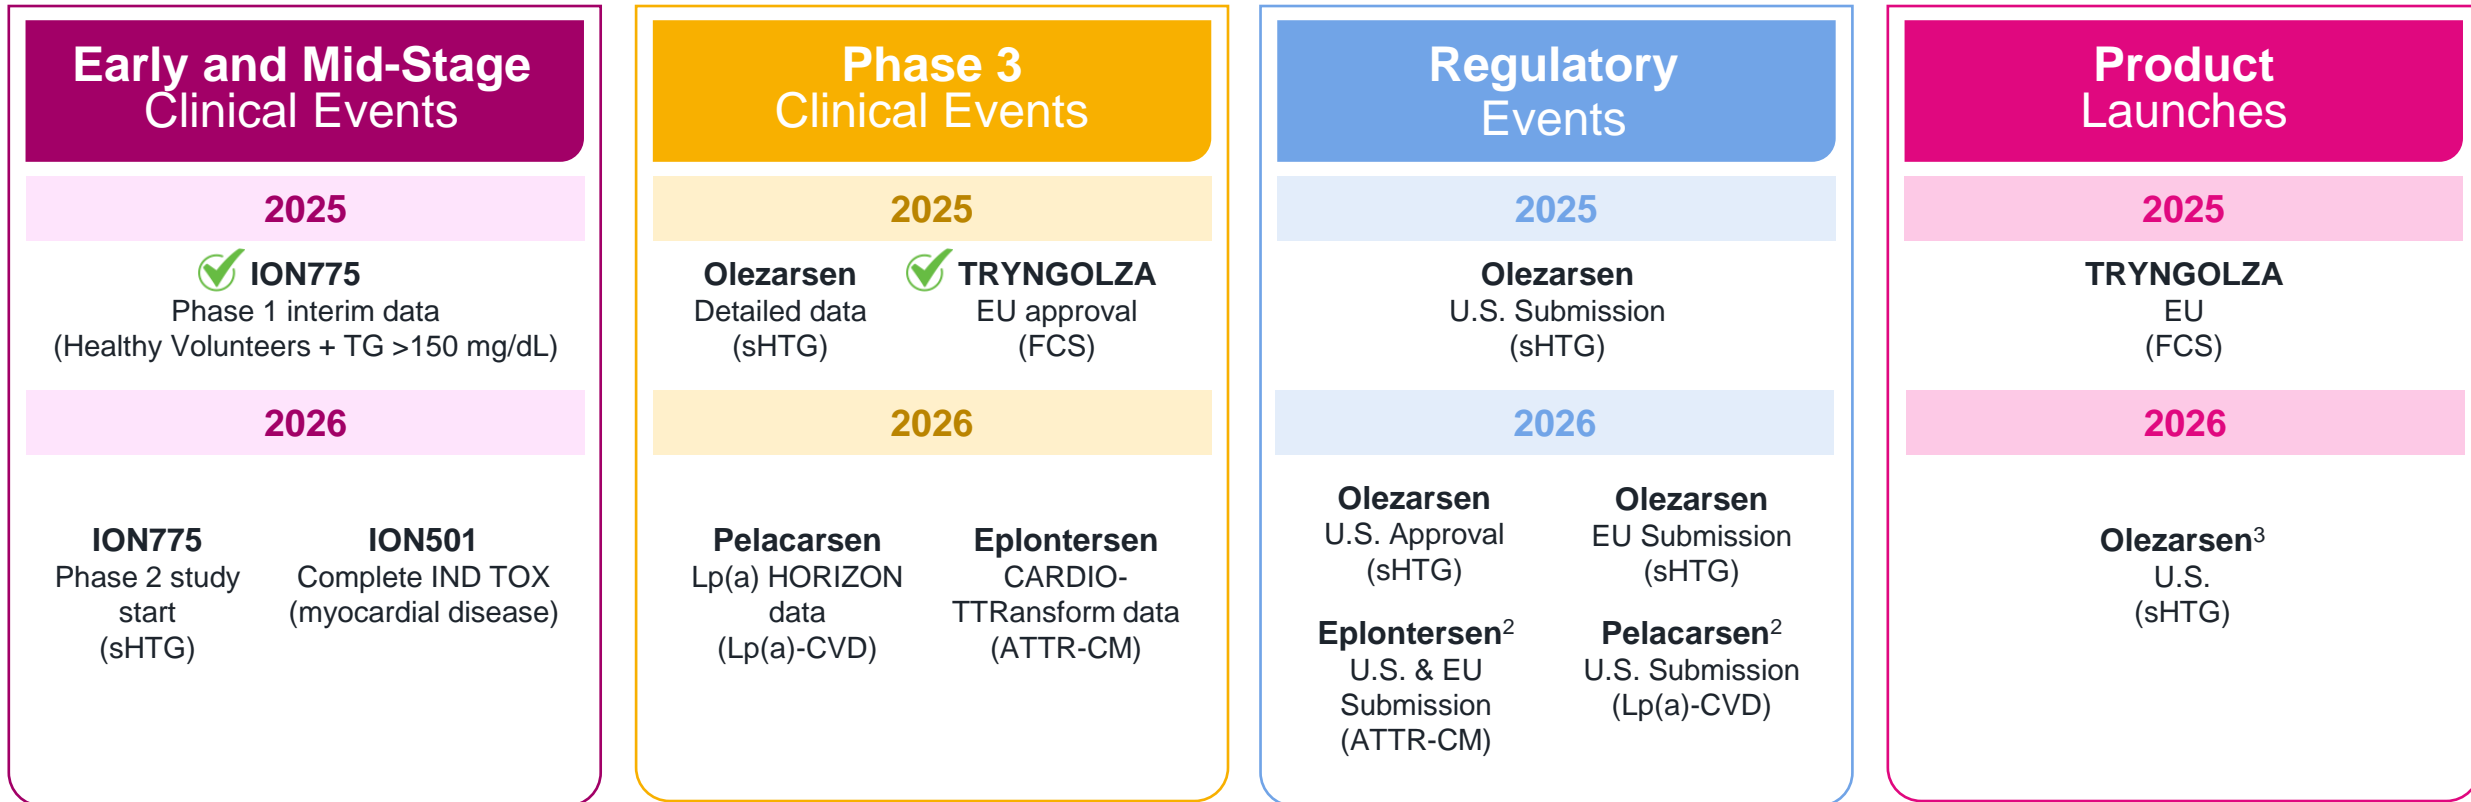 Early and Mid-Stage
Clinical Events
2025
ION775
Phase 1 interim data
(Healthy Volunteers + TG >150 mg/dL)
2026
ION775
Phase 2 study
start
(sHTG)
ION501
Complete IND TOX
(myocardial disease)
Phase 3
Clinical Events
2025
Olezarsen
Detailed data
(sHTG)
TRYNGOLZA
EU approval
(FCS)
2026
Pelacarsen
Lp(a) HORIZON
data
(Lp(a)-CVD)
Eplontersen
CARDIO-
TTRansform data
(ATTR-CM)
Regulatory
Events
2025
Olezarsen
U.S. Submission
(sHTG)
2026
Olezarsen
U.S. Approval
(sHTG)
Olezarsen
EU Submission
(sHTG)
Eplontersen²
U.S. & EU
Submission
(ATTR-CM)
Pelacarsen²
U.S. Submission
(Lp(a)-CVD)
Product
Launches
2025
TRYNGOLZA
EU
(FCS)
2026
Olezarsen³
U.S.
(sHTG)